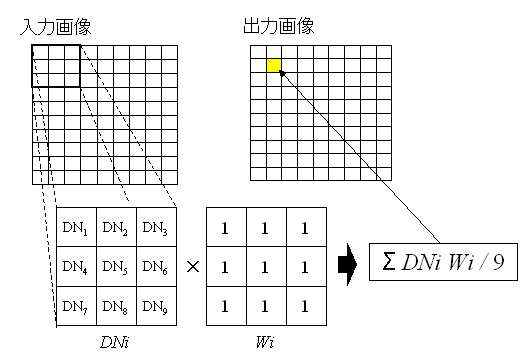 入力画像
出力画像
DN1 DN2 DN3
DN4 DN5 DN6
DN7 DN8 DN9
×
1 1 1
1 1 1
1 1 1
Σ DNi Wi / 9
DNi
Wi